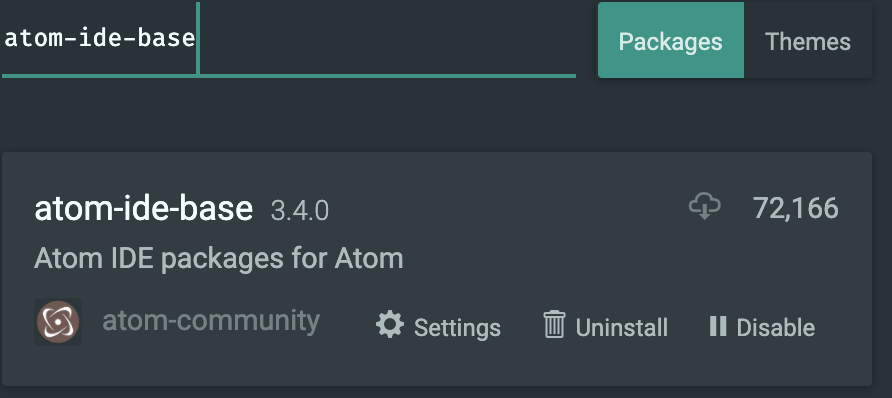 atom-ide-base
Packages Themes
atom-ide-base 3.4.0 72,166
Atom IDE packages for Atom
atom-community Settings Uninstall Disable